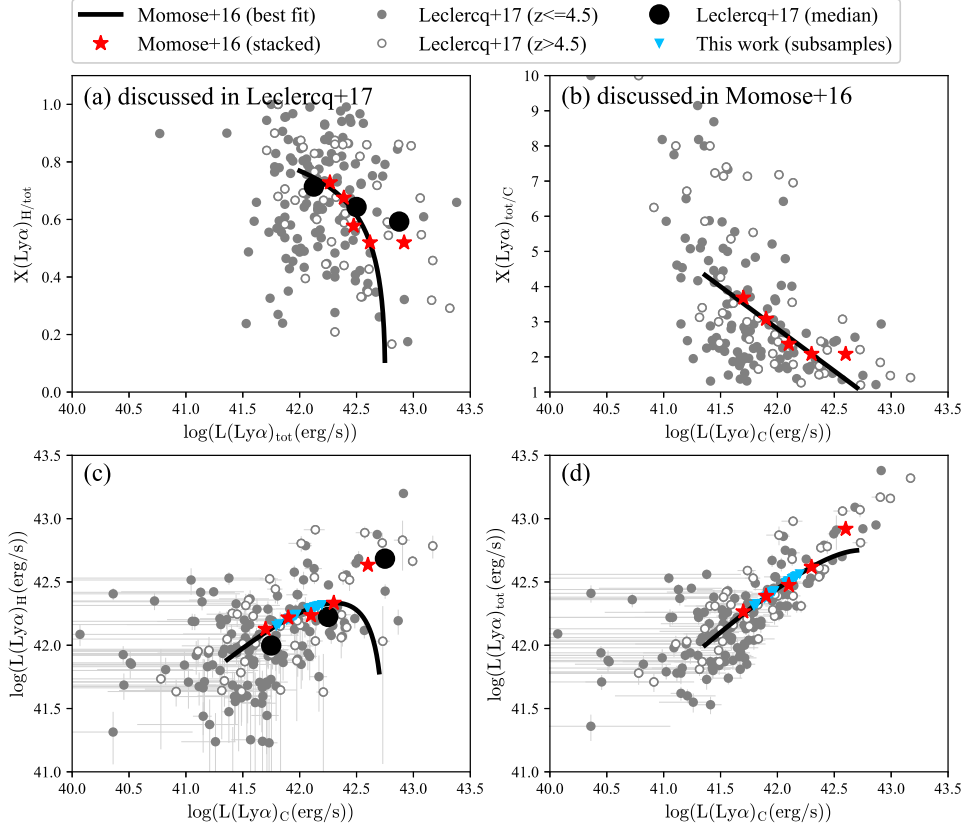 Momose+16 (best fit)
Leclercq+17 (z<=4.5)
Leclercq+17 (median)
Momose+16 (stacked)
Leclercq+17 (z>4.5)
This work (subsamples)
(a) discussed in Leclercq+17
X(Lyα)H/tot
1.0
0.8
0.6
0.4
0.2
0.0
40.0 40.5 41.0 41.5 42.0 42.5 43.0 43.5
log(L(Lyα)tot(erg/s))
(b) discussed in Momose+16
X(Lyα)tot/C
10
9
8
7
6
5
4
3
2
1
40.0 40.5 41.0 41.5 42.0 42.5 43.0 43.5
log(L(Lyα)C(erg/s))
(c)
log(L(Lyα)H(erg/s))
43.5
43.0
42.5
42.0
41.5
41.0
40.0 40.5 41.0 41.5 42.0 42.5 43.0 43.5
log(L(Lyα)C(erg/s))
(d)
log(L(Lyα)tot(erg/s))
43.5
43.0
42.5
42.0
41.5
41.0
40.0 40.5 41.0 41.5 42.0 42.5 43.0 43.5
log(L(Lyα)C(erg/s))